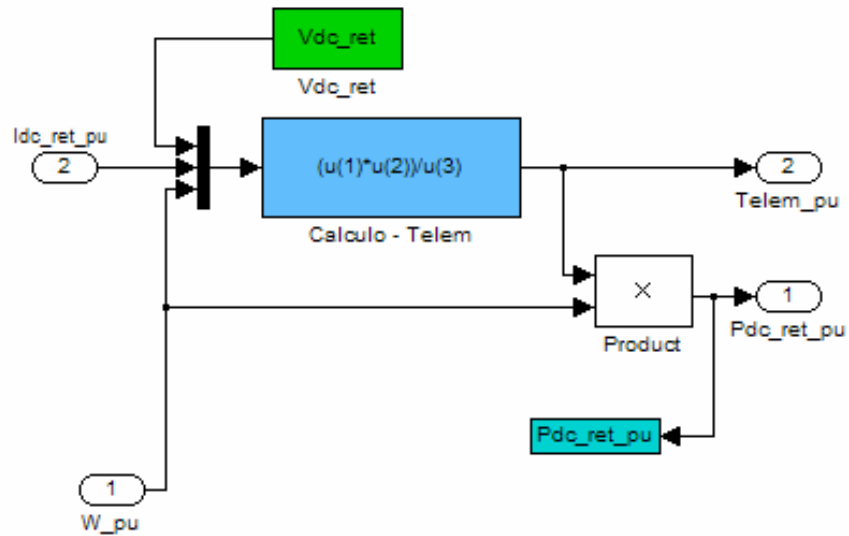 Vdc_ret
Vdc_ret
Idc_ret_pu
2
(u(1)*u(2))/u(3)
Calculo - Telem
2
Telem_pu
×
Product
1
Pdc_ret_pu
Pdc_ret_pu
1
W_pu